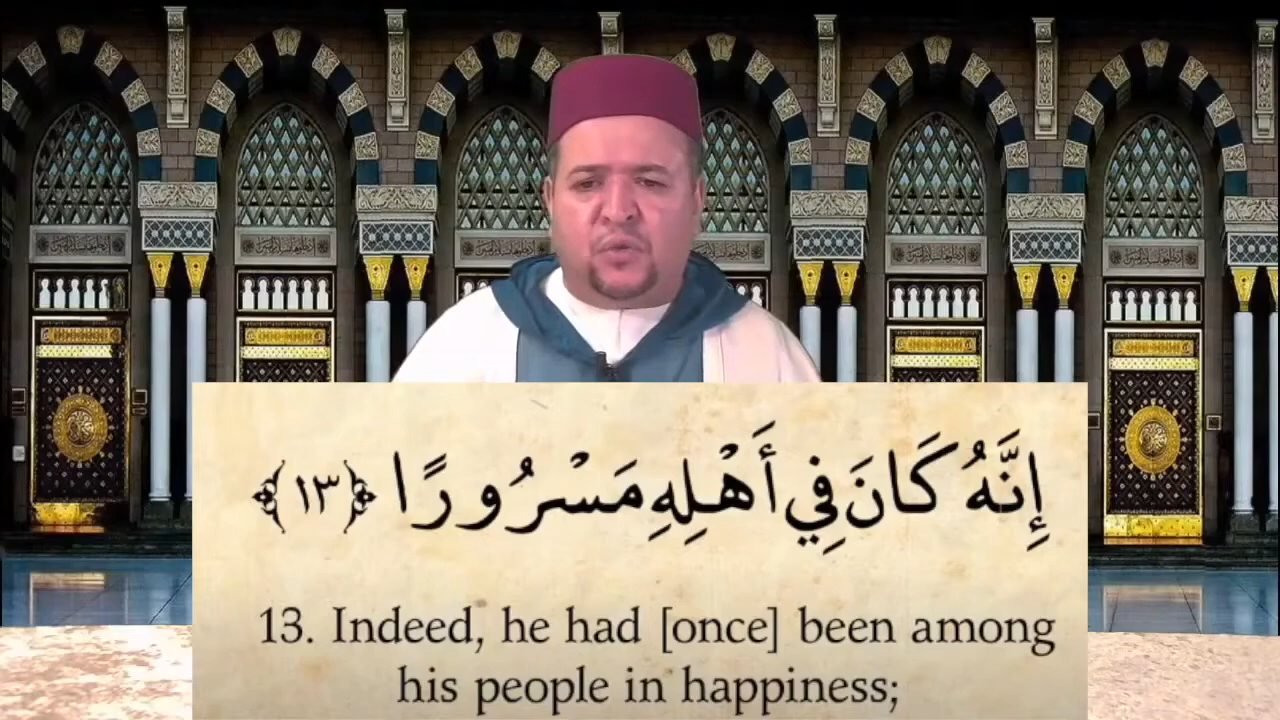 إِنَّهُ كَانَ فِي أَهْلِهِ مَسْرُورًا ﴿١٣﴾
13. Indeed, he had [once] been among
his people in happiness;